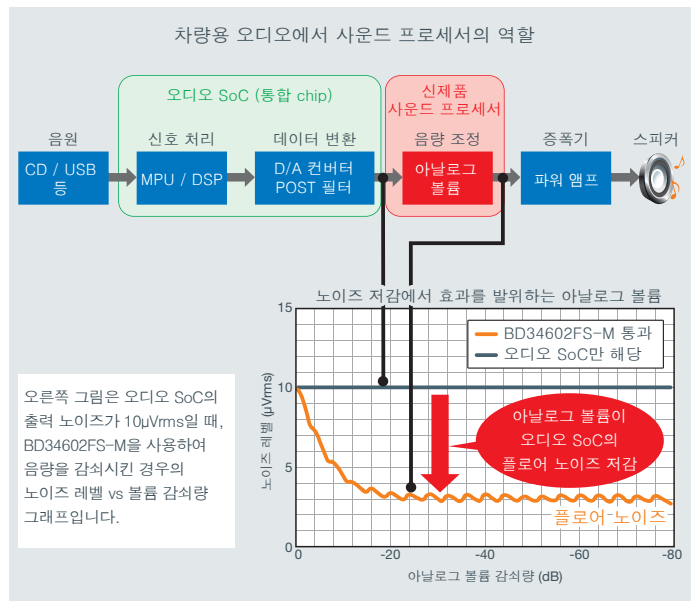 차량용 오디오에서 사운드 프로세서의 역할
오디오 SoC (통합 chip)
신제품
사운드 프로세서
음원
신호 처리
데이터 변환
음량 조정
증폭기
스피커
CD / USB
등
MPU / DSP
D/A 컨버터
POST 필터
아날로그
볼륨
파워 앰프
노이즈 저감에서 효과를 발위하는 아날로그 볼륨
15
BD34602FS-M 통과
오디오 SoC만 해당
10
아날로그 볼륨이
오디오 SoC의
플로어 노이즈 저감
노이즈 레벨 (μVrms)
5
플로어 노이즈
0
0
-20
-40
-60
-80
아날로그 볼륨 감쇠량 (dB)
오른쪽 그림은 오디오 SoC의
출력 노이즈가 10μVrms일 때,
BD34602FS-M을 사용하여
음량을 감쇠시킨 경우의
노이즈 레벨 vs 볼륨 감쇠량
그래프입니다.